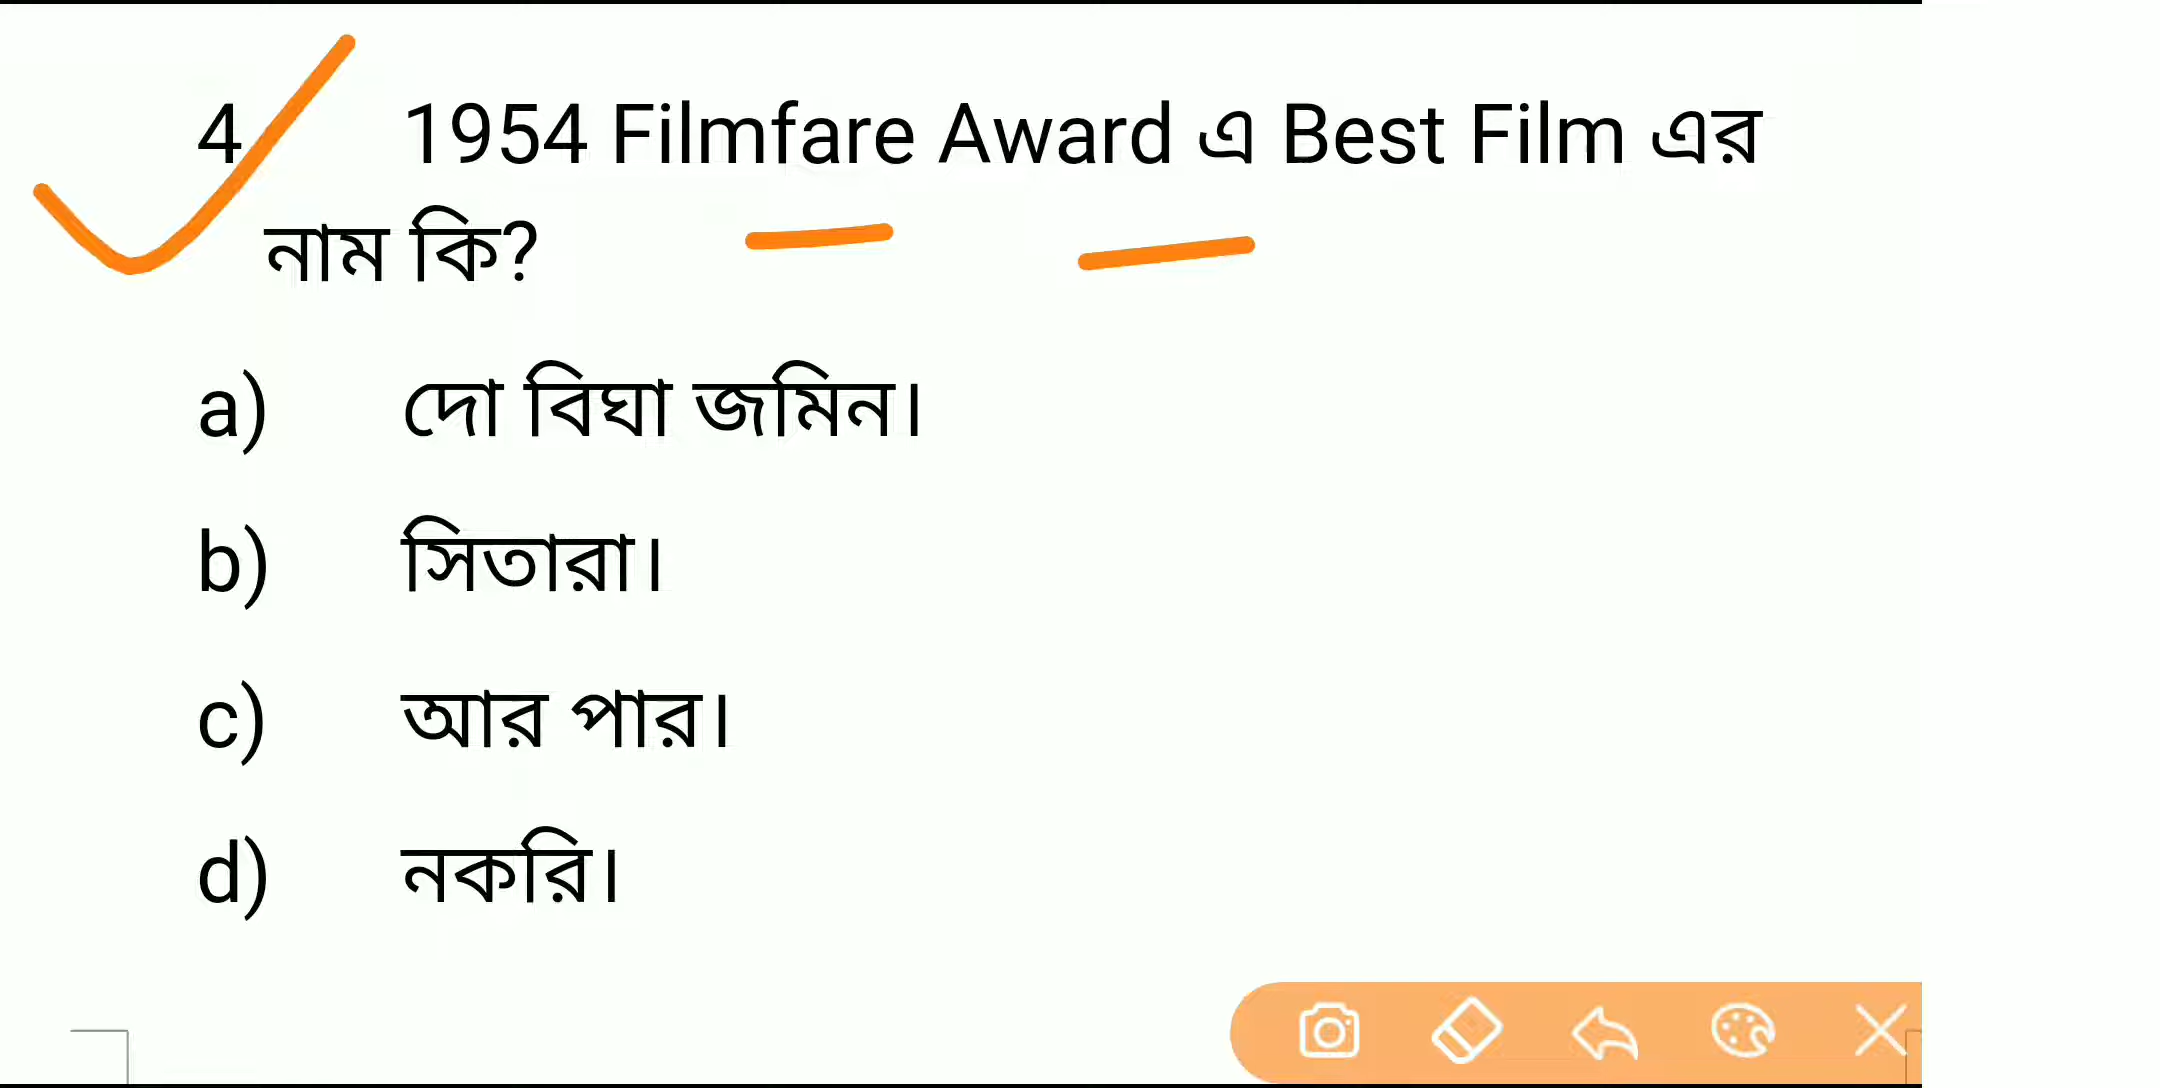 4 1954 Filmfare Award এ Best Film এর
নাম কি?
a) দো বিঘা জমিন।
b) সিতারা।
c) আর পার।
d) নকরি।